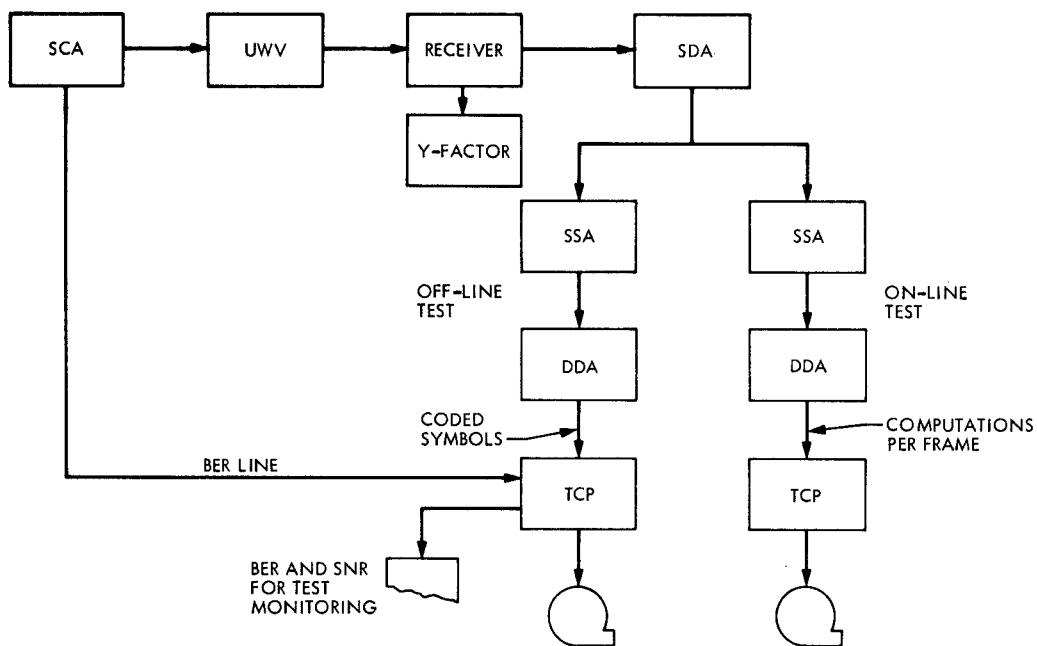 SCA
UWV
RECEIVER
SDA
Y-FACTOR
SSA
SSA
OFF-LINE
TEST
ON-LINE
TEST
DDA
DDA
CODED
SYMBOLS
COMPUTATIONS
PER FRAME
BER LINE
TCP
TCP
BER AND SNR
FOR TEST
MONITORING